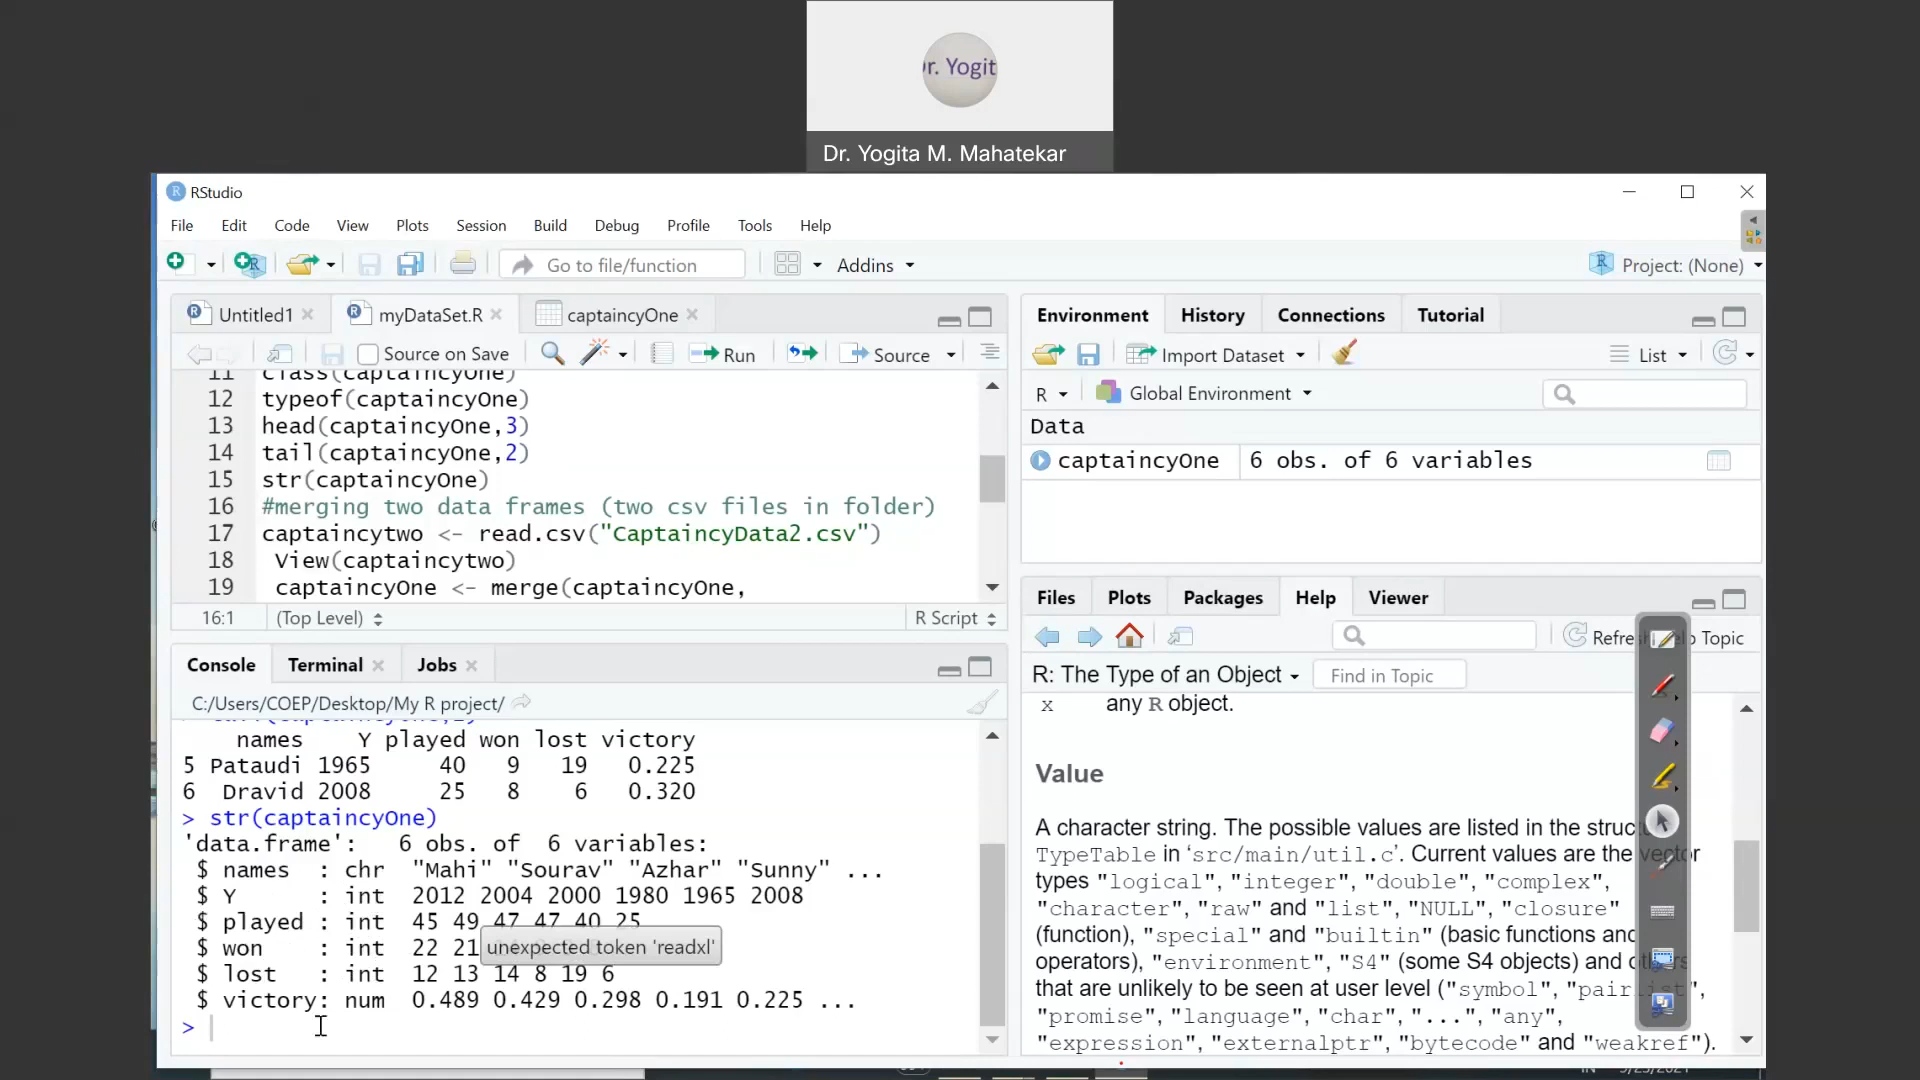 r. Yogit
Dr. Yogita M. Mahatekar
RStudio
File Edit Code View Plots Session Build Debug Profile Tools Help
Go to file/function Addins
Project: (None)
Untitled1 myDataSet.R captaincyOne
Source on Save Run Source
11 class(captaincyOne)
12 typeof(captaincyOne)
13 head(captaincyOne,3)
14 tail(captaincyOne,2)
15 str(captaincyOne)
16 #merging two data frames (two csv files in folder)
17 captaincytwo <- read.csv("CaptaincyData2.csv")
18 View(captaincytwo)
19 captaincyOne <- merge(captaincyOne,
16:1 (Top Level) R Script
Console Terminal Jobs
C:/Users/COEP/Desktop/My R project/
names Y played won lost victory
5 Pataudi 1965 40 9 19 0.225
6 Dravid 2008 25 8 6 0.320
> str(captaincyOne)
'data.frame': 6 obs. of 6 variables:
$ names : chr "Mahi" "Sourav" "Azhar" "Sunny" ...
$ Y : int 2012 2004 2000 1980 1965 2008
$ played : int 45 49 47 47 40 25
$ won : int 22 21
unexpected token 'readxl'
$ lost : int 12 13 14 8 19 6
$ victory: num 0.489 0.429 0.298 0.191 0.225 ...
>
Environment History Connections Tutorial
Import Dataset List
R Global Environment
Data
captaincyOne 6 obs. of 6 variables
Files Plots Packages Help Viewer
Refresh Topic
R: The Type of an Object Find in Topic
x any R object.
Value
A character string. The possible values are listed in the struc
TypeTable in ‘src/main/util.c’. Current values are the vector
types "logical", "integer", "double", "complex",
"character", "raw" and "list", "NULL", "closure"
(function), "special" and "builtin" (basic functions and
operators), "environment", "S4" (some S4 objects) and others
that are unlikely to be seen at user level ("symbol", "pairlist",
"promise", "language", "char", "...", "any",
"expression", "externalptr", "bytecode" and "weakref").